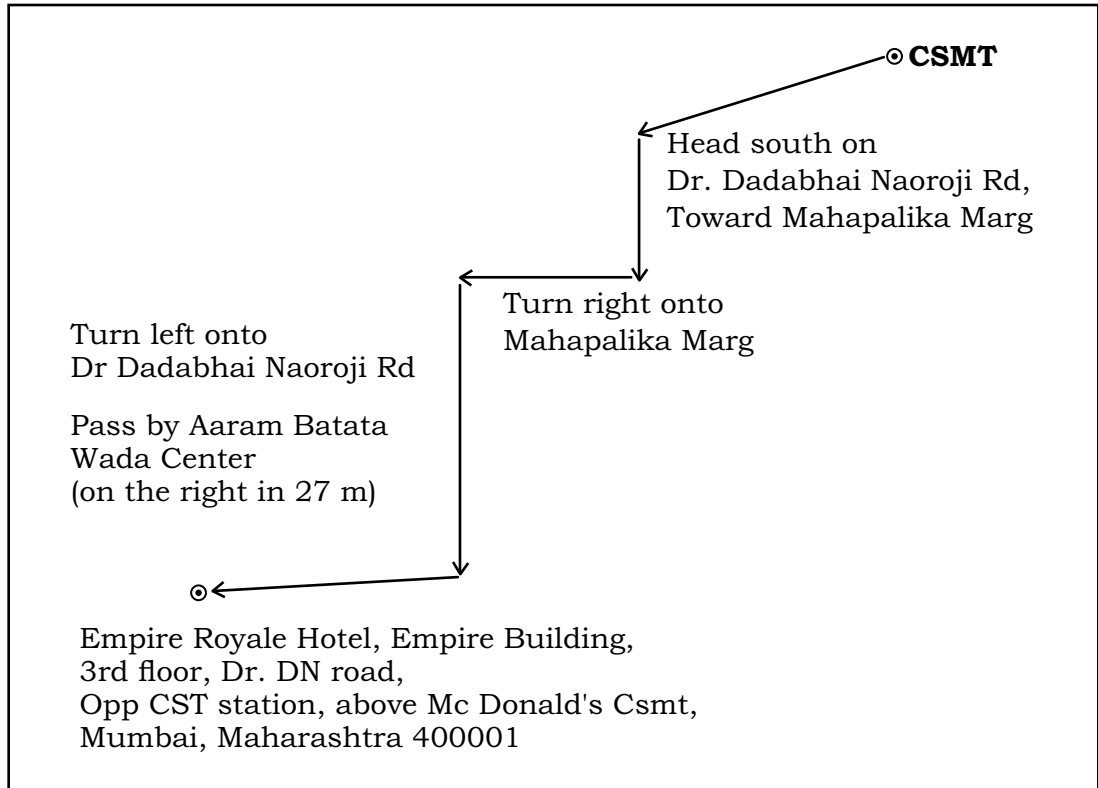 CSMT
Head south on
Dr. Dadabhai Naoroji Rd,
Toward Mahapalika Marg
Turn right onto
Mahapalika Marg
Turn left onto
Dr Dadabhai Naoroji Rd
Pass by Aaram Batata
Wada Center
(on the right in 27 m)
Empire Royale Hotel, Empire Building,
3rd floor, Dr. DN road,
Opp CST station, above Mc Donald's Csmt,
Mumbai, Maharashtra 400001